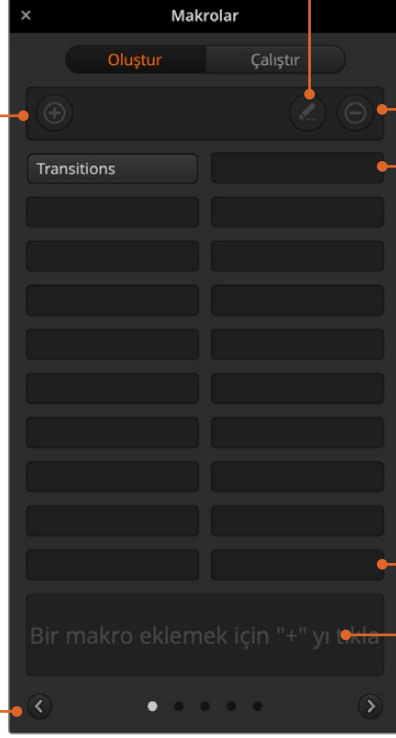 Makrolar
Oluştur Çalıştır
Transitions
Bir makro eklemek için "+" yı tıkla